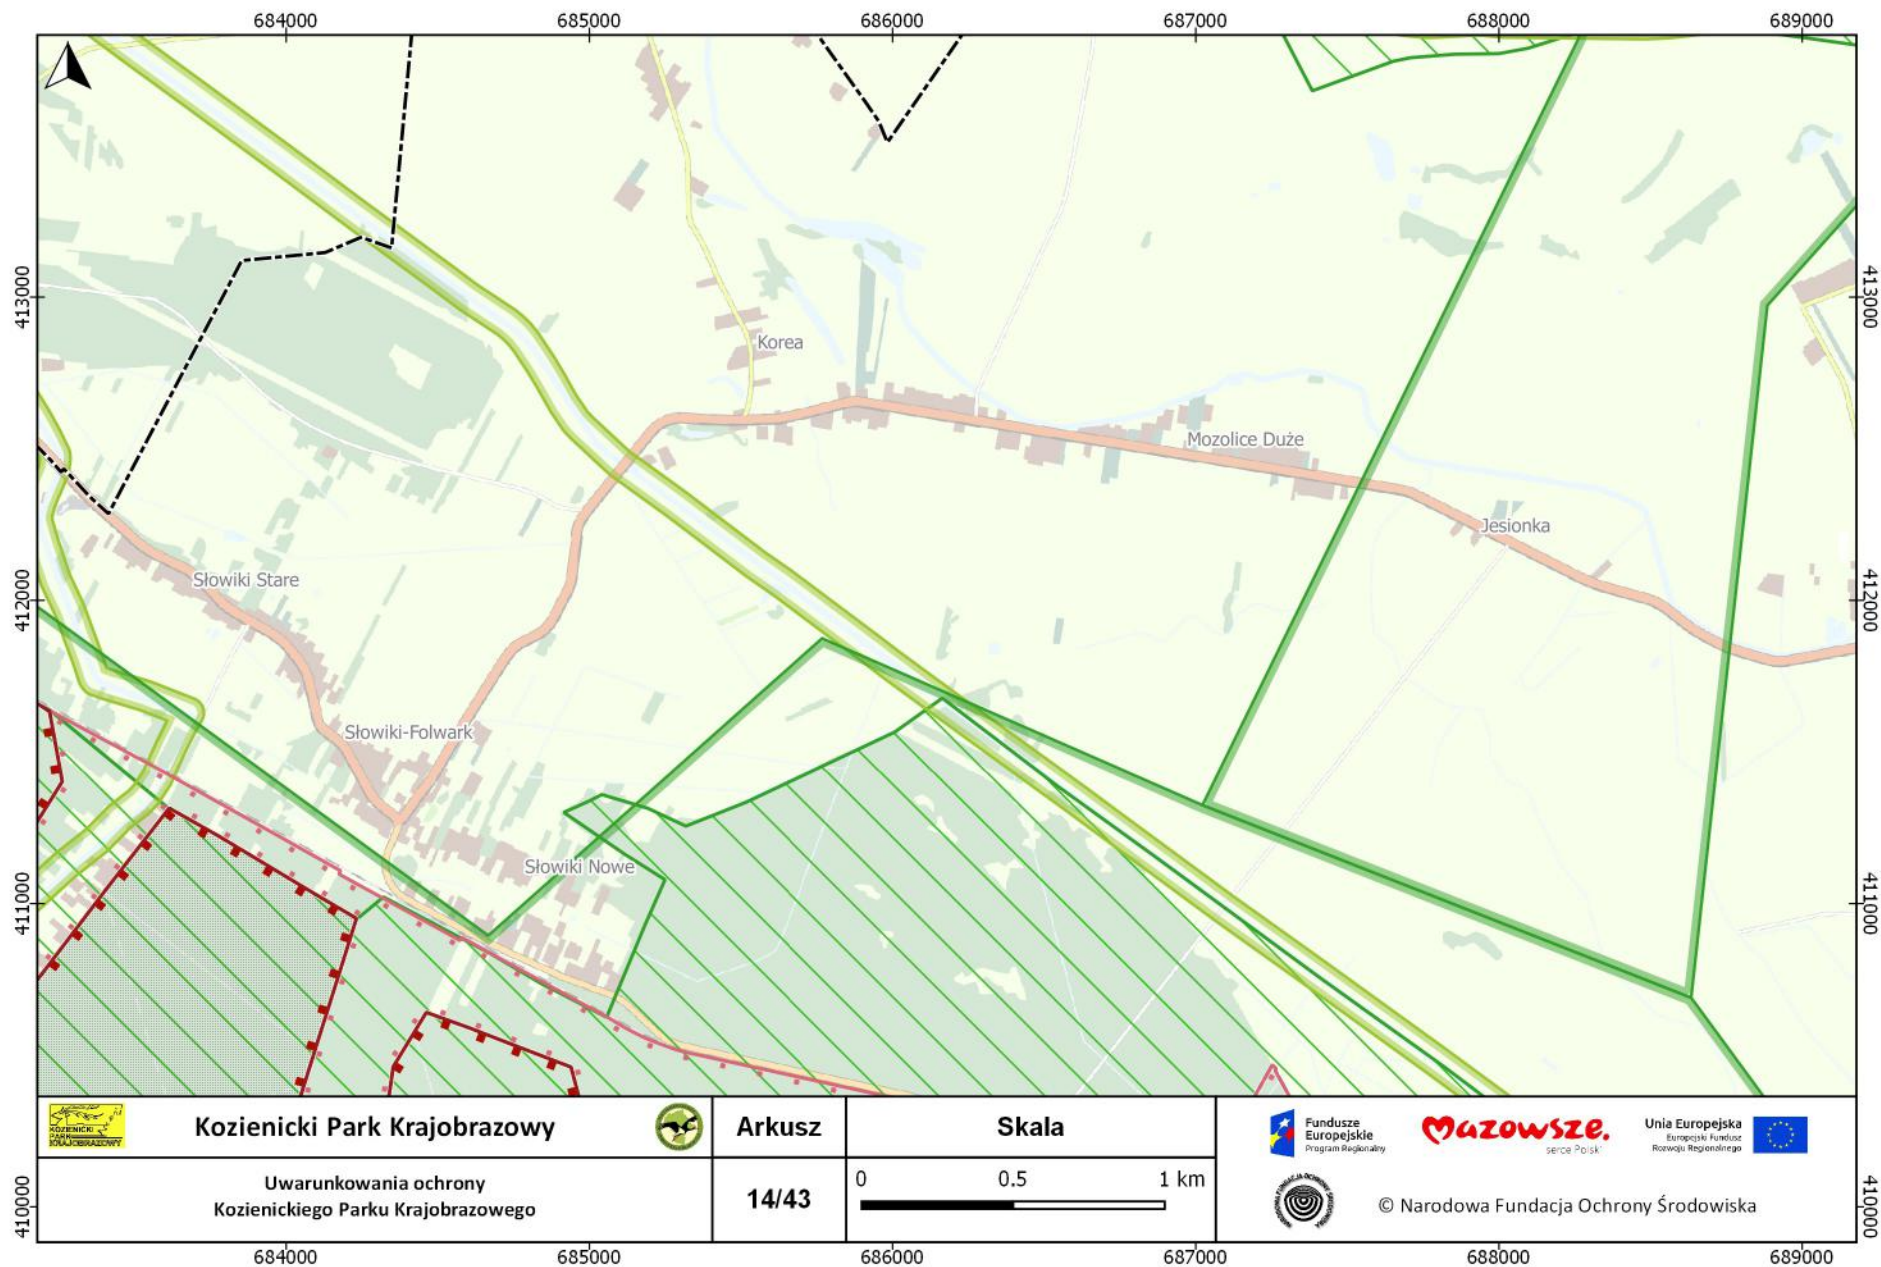 684000 685000 686000 687000 688000 689000
413000 413000
Korea
Mozolice Duże
Jesionka
412000 412000
Słowiki Stare
Słowiki-Folwark
Słowiki Nowe
411000 411000
KOZIENICKI
PARK
KRAJOBRAZOWY
Kozienicki Park Krajobrazowy
Arkusz
Skala
Fundusze
Europejskie
Program Regionalny
Mazowsze.
serce Polski
Unia Europejska
Europejski Fundusz
Rozwoju Regionalnego
Uwarunkowania ochrony
Kozienickiego Parku Krajobrazowego
14/43
0 0.5 1 km
© Narodowa Fundacja Ochrony Środowiska
410000 410000
684000 685000 686000 687000 688000 689000